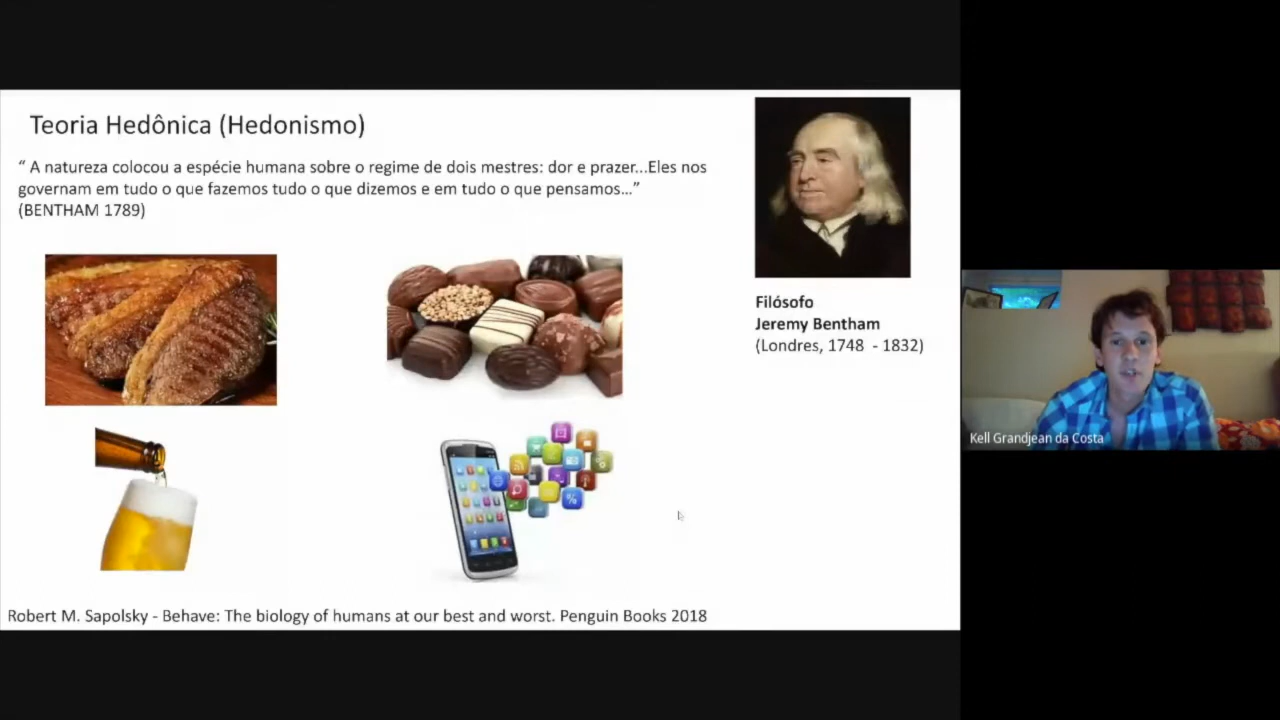 Teoria Hedônica (Hedonismo)
“ A natureza colocou a espécie humana sobre o regime de dois mestres: dor e prazer...Eles nos
governam em tudo o que fazemos tudo o que dizemos e em tudo o que pensamos...”
(BENTHAM 1789)
Filósofo
Jeremy Bentham
(Londres, 1748 - 1832)
Kell Grandjean da Costa
Robert M. Sapolsky - Behave: The biology of humans at our best and worst. Penguin Books 2018